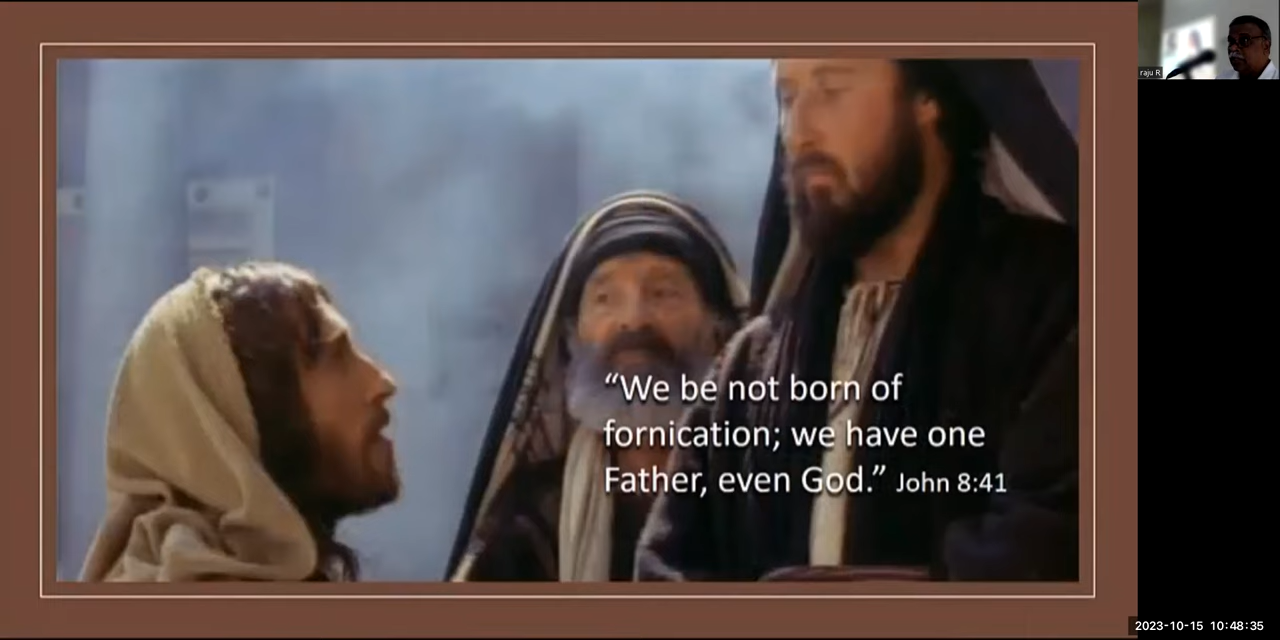 raju R
“We be not born of
fornication; we have one
Father, even God.” John 8:41
2023-10-15 10:48:35